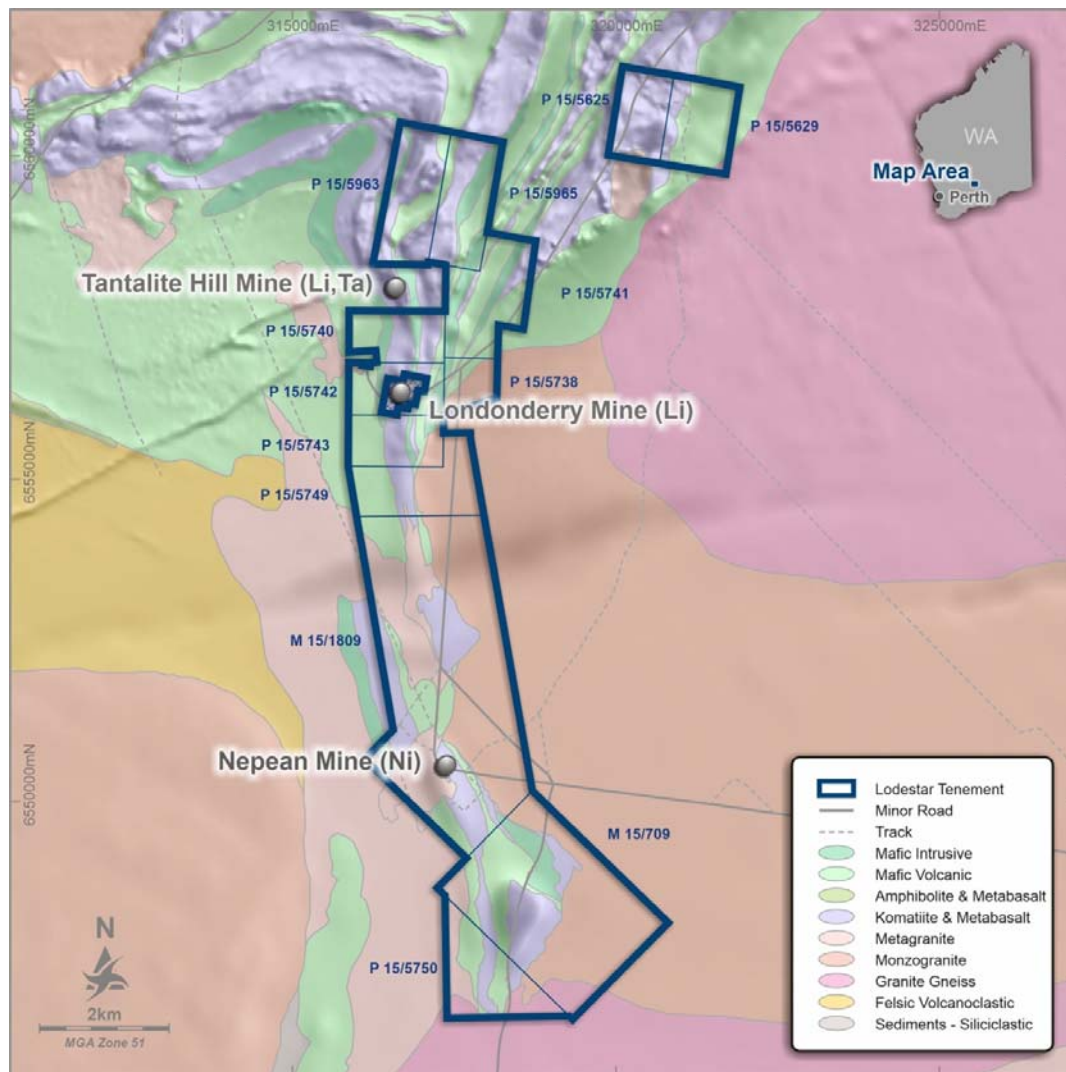 315000mE
320000mE
325000mE
6560000mN
6555000mN
6550000mN
P 15/5625
P 15/5629
WA
Map Area
Perth
P 15/5963
P 15/5965
Tantalite Hill Mine (Li,Ta)
P 15/5741
P 15/5740
P 15/5742
P 15/5738
Londonderry Mine (Li)
P 15/5743
P 15/5749
M 15/1809
Nepean Mine (Ni)
M 15/709
P 15/5750
N
2km
MGA Zone 51
Lodestar Tenement
Minor Road
Track
Mafic Intrusive
Mafic Volcanic
Amphibolite & Metabasalt
Komatiite & Metabasalt
Metagranite
Monzogranite
Granite Gneiss
Felsic Volcanoclastic
Sediments - Siliciclastic